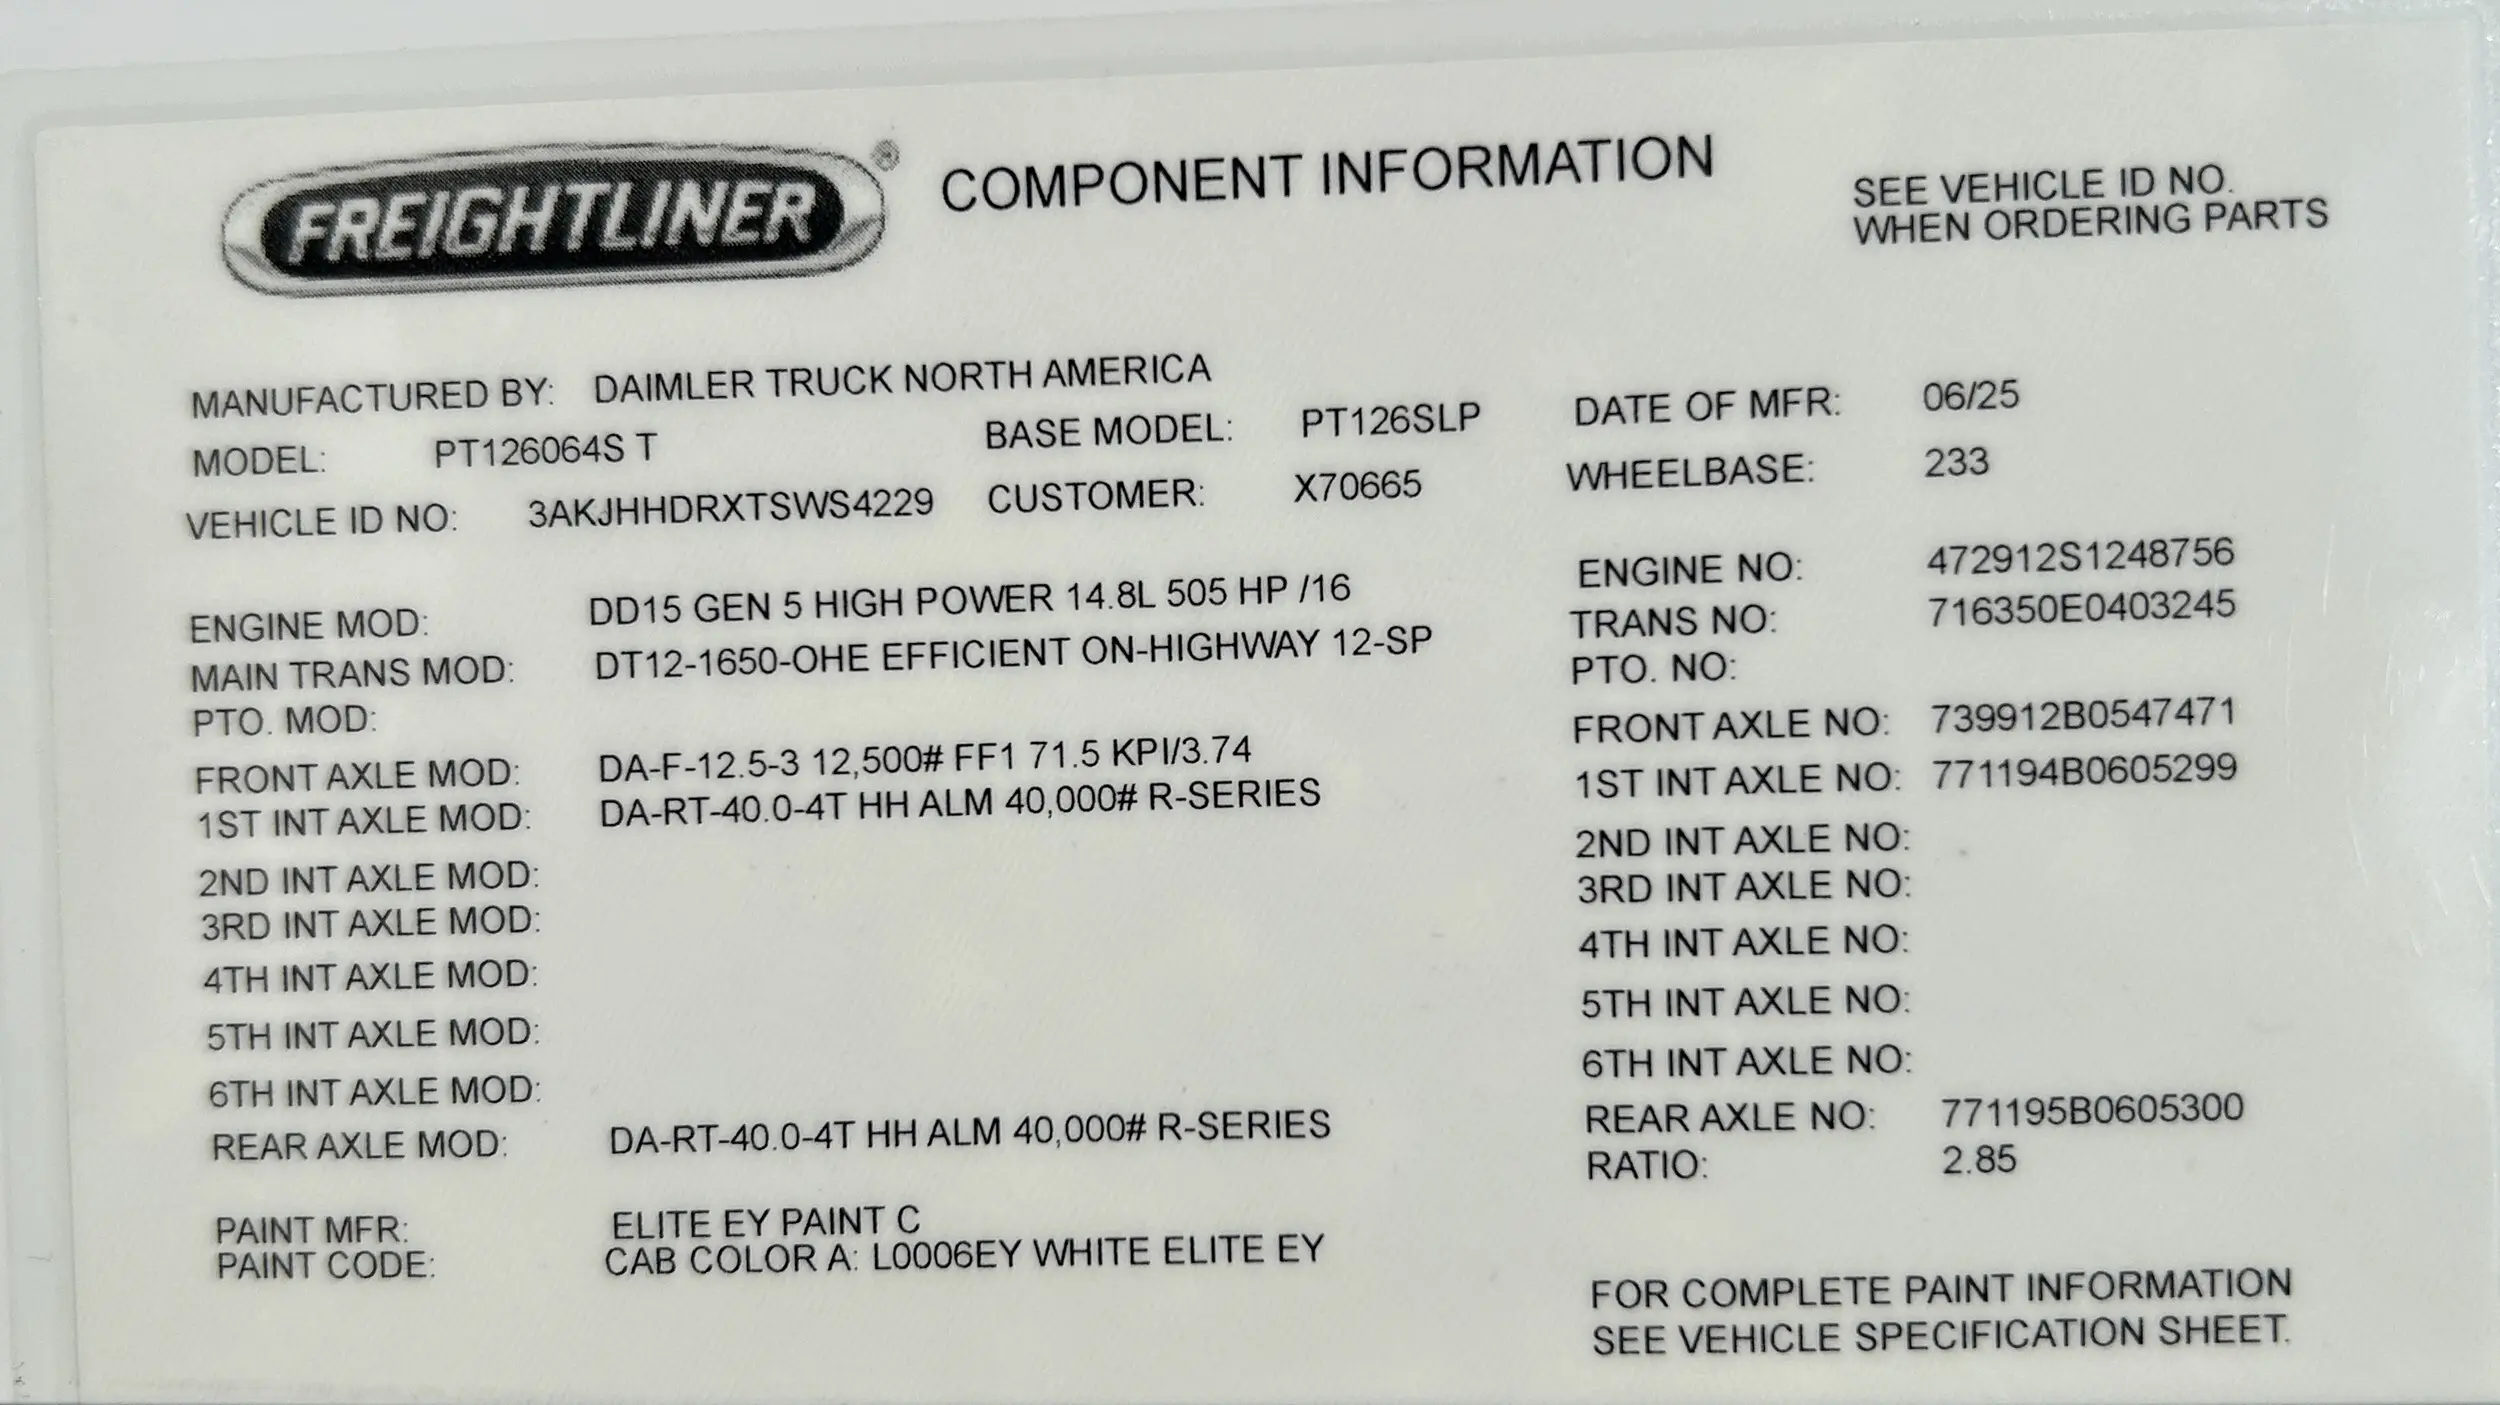 FREIGHTLINER ® COMPONENT INFORMATION
SEE VEHICLE ID NO.
WHEN ORDERING PARTS
MANUFACTURED BY: DAIMLER TRUCK NORTH AMERICA
DATE OF MFR: 06/25
MODEL: PT126064S T BASE MODEL: PT126SLP
WHEELBASE: 233
VEHICLE ID NO: 3AKJHHDRXTSWS4229 CUSTOMER: X70665
ENGINE MOD: DD15 GEN 5 HIGH POWER 14.8L 505 HP /16 ENGINE NO: 472912S1248756
MAIN TRANS MOD: DT12-1650-OHE EFFICIENT ON-HIGHWAY 12-SP TRANS NO: 716350E0403245
PTO. MOD: PTO. NO:
FRONT AXLE MOD: DA-F-12.5-3 12,500# FF1 71.5 KPI/3.74 FRONT AXLE NO: 739912B0547471
1ST INT AXLE MOD: DA-RT-40.0-4T HH ALM 40,000# R-SERIES 1ST INT AXLE NO: 771194B0605299
2ND INT AXLE MOD: 2ND INT AXLE NO:
3RD INT AXLE MOD: 3RD INT AXLE NO:
4TH INT AXLE MOD: 4TH INT AXLE NO:
5TH INT AXLE MOD: 5TH INT AXLE NO:
6TH INT AXLE MOD: 6TH INT AXLE NO:
REAR AXLE MOD: DA-RT-40.0-4T HH ALM 40,000# R-SERIES REAR AXLE NO: 771195B0605300
RATIO: 2.85
PAINT MFR: ELITE EY PAINT C
PAINT CODE: CAB COLOR A: L0006EY WHITE ELITE EY
FOR COMPLETE PAINT INFORMATION
SEE VEHICLE SPECIFICATION SHEET.